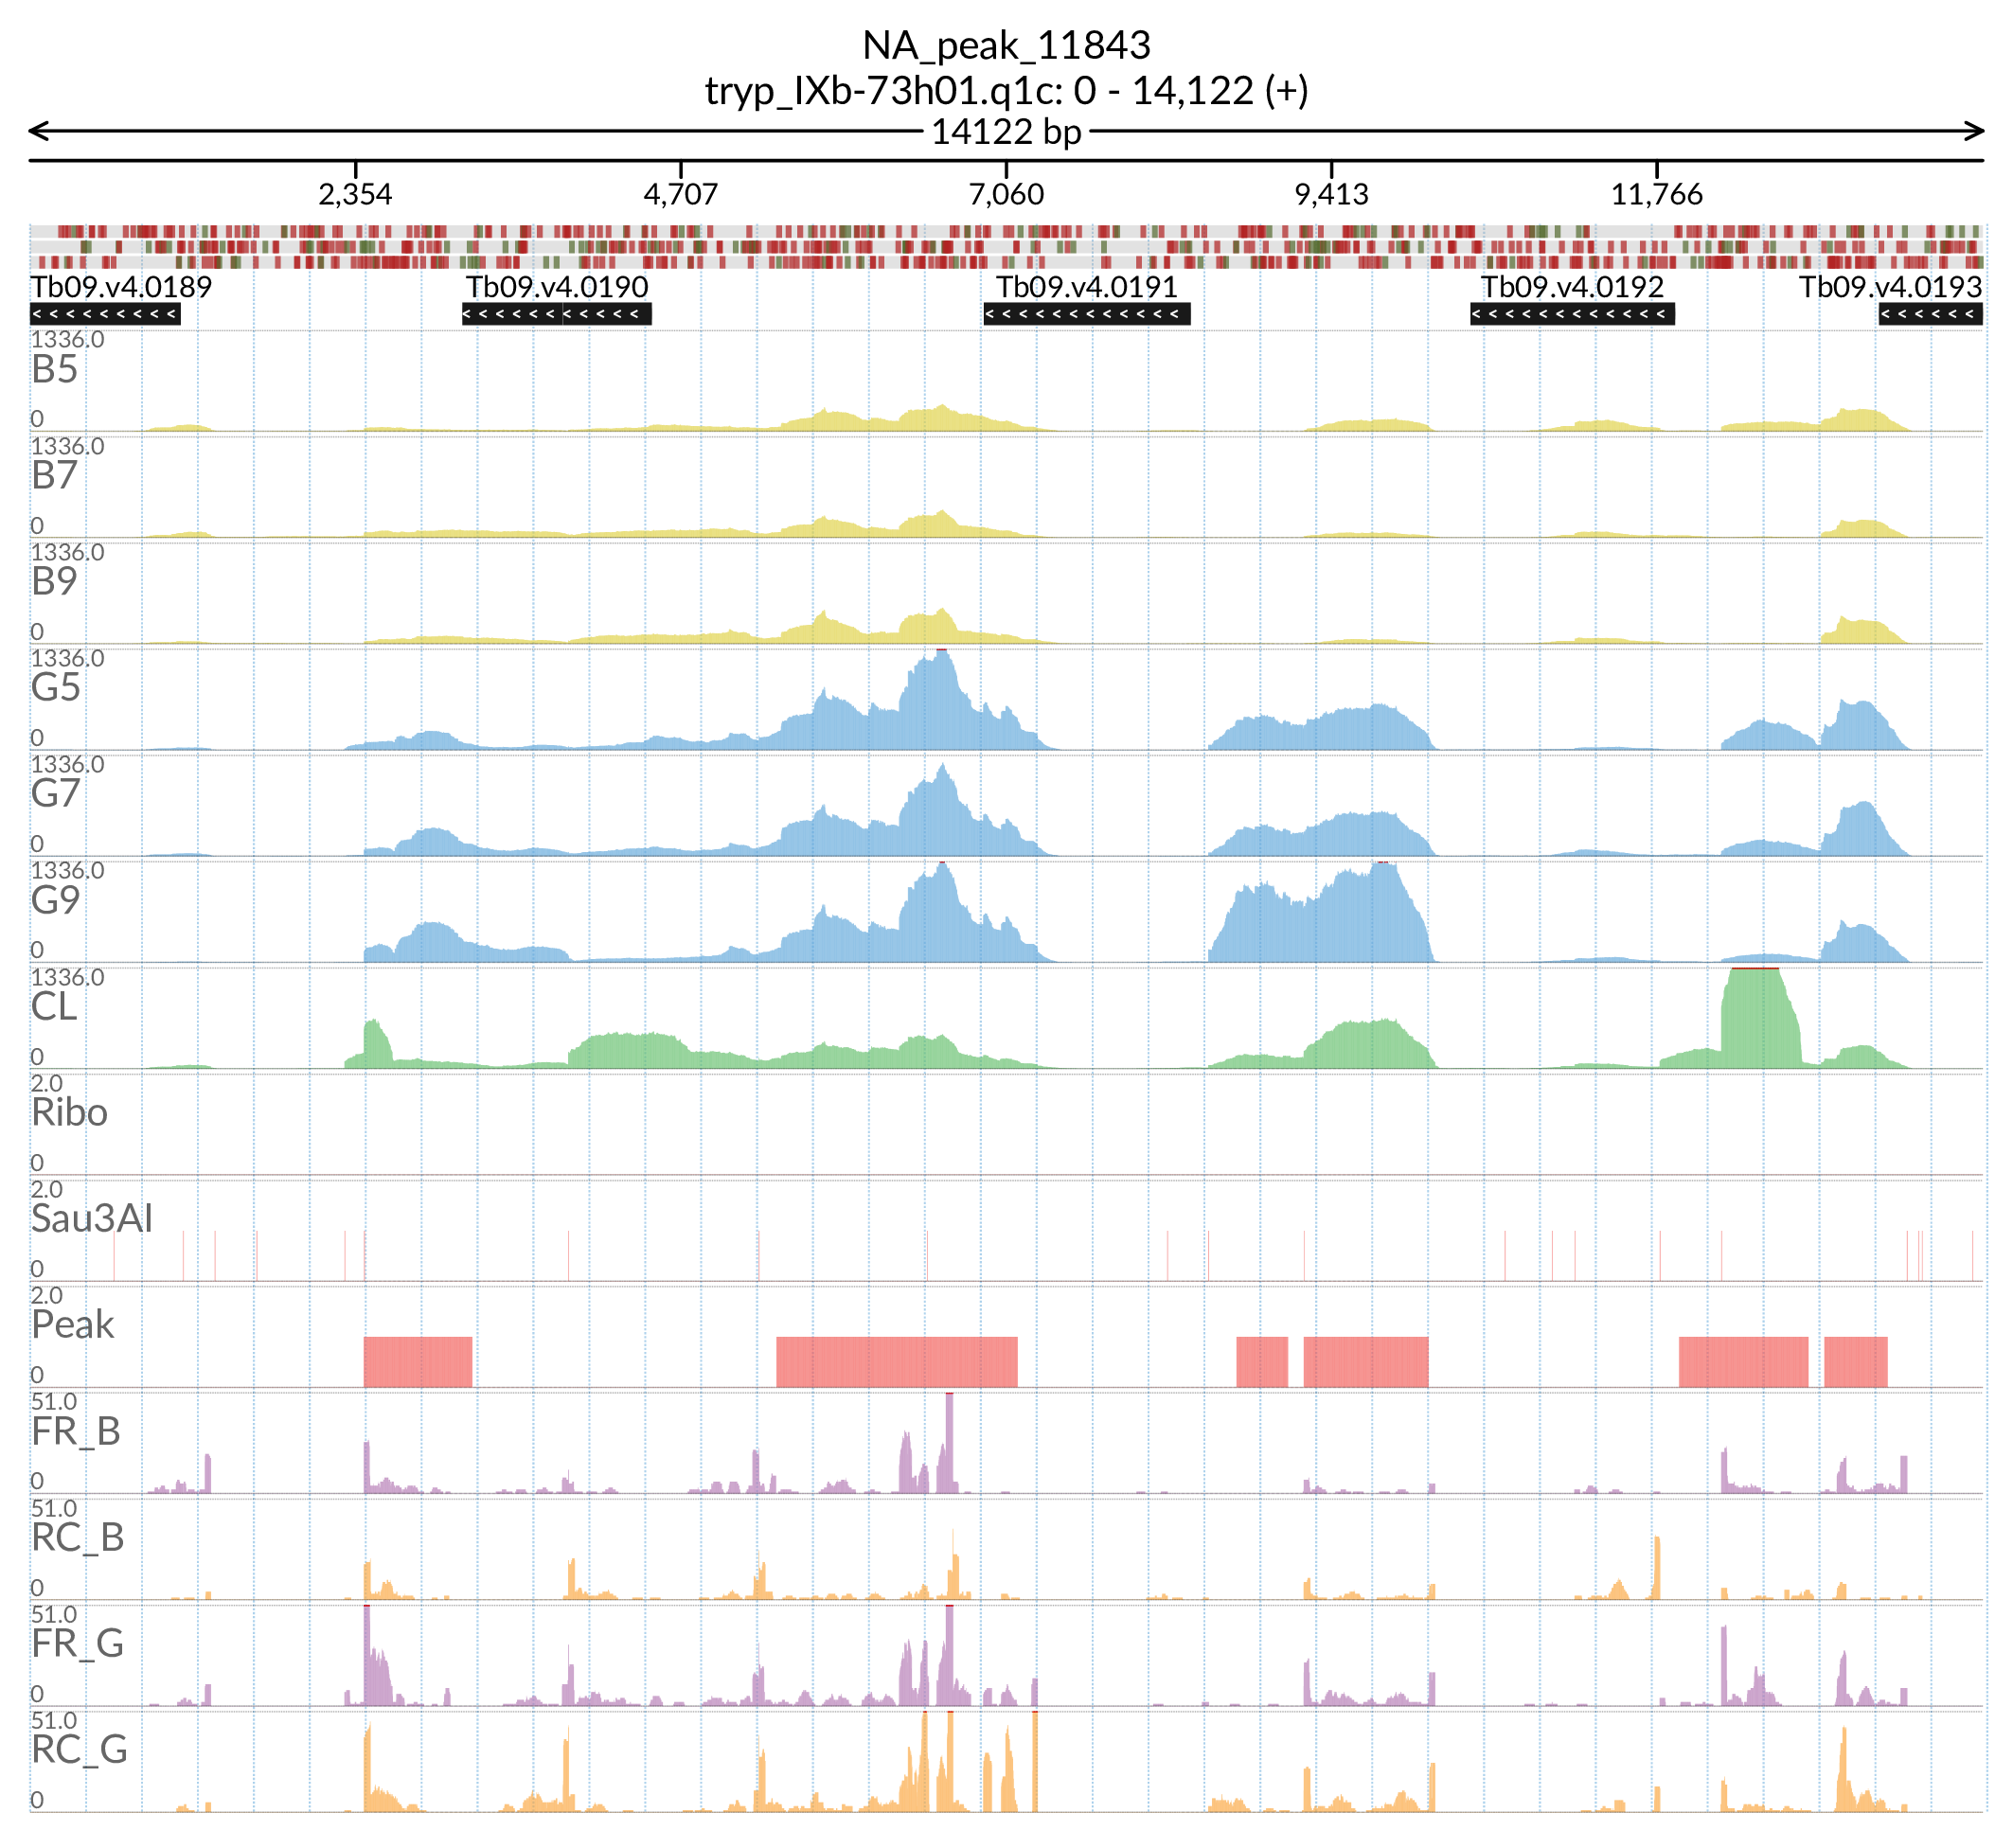 NA_peak_11843
tryp_IXb-73h01.q1c: 0 - 14,122 (+)
14122 bp
2,354 4,707 7,060 9,413 11,766
Tb09.v4.0189 Tb09.v4.0190 Tb09.v4.0191 Tb09.v4.0192 Tb09.v4.0193
1336.0
B5
0
1336.0
B7
0
1336.0
B9
0
1336.0
G5
0
1336.0
G7
0
1336.0
G9
0
1336.0
CL
0
2.0
Ribo
0
2.0
Sau3AI
0
2.0
Peak
0
51.0
FR_B
0
51.0
RC_B
0
51.0
FR_G
0
51.0
RC_G
0